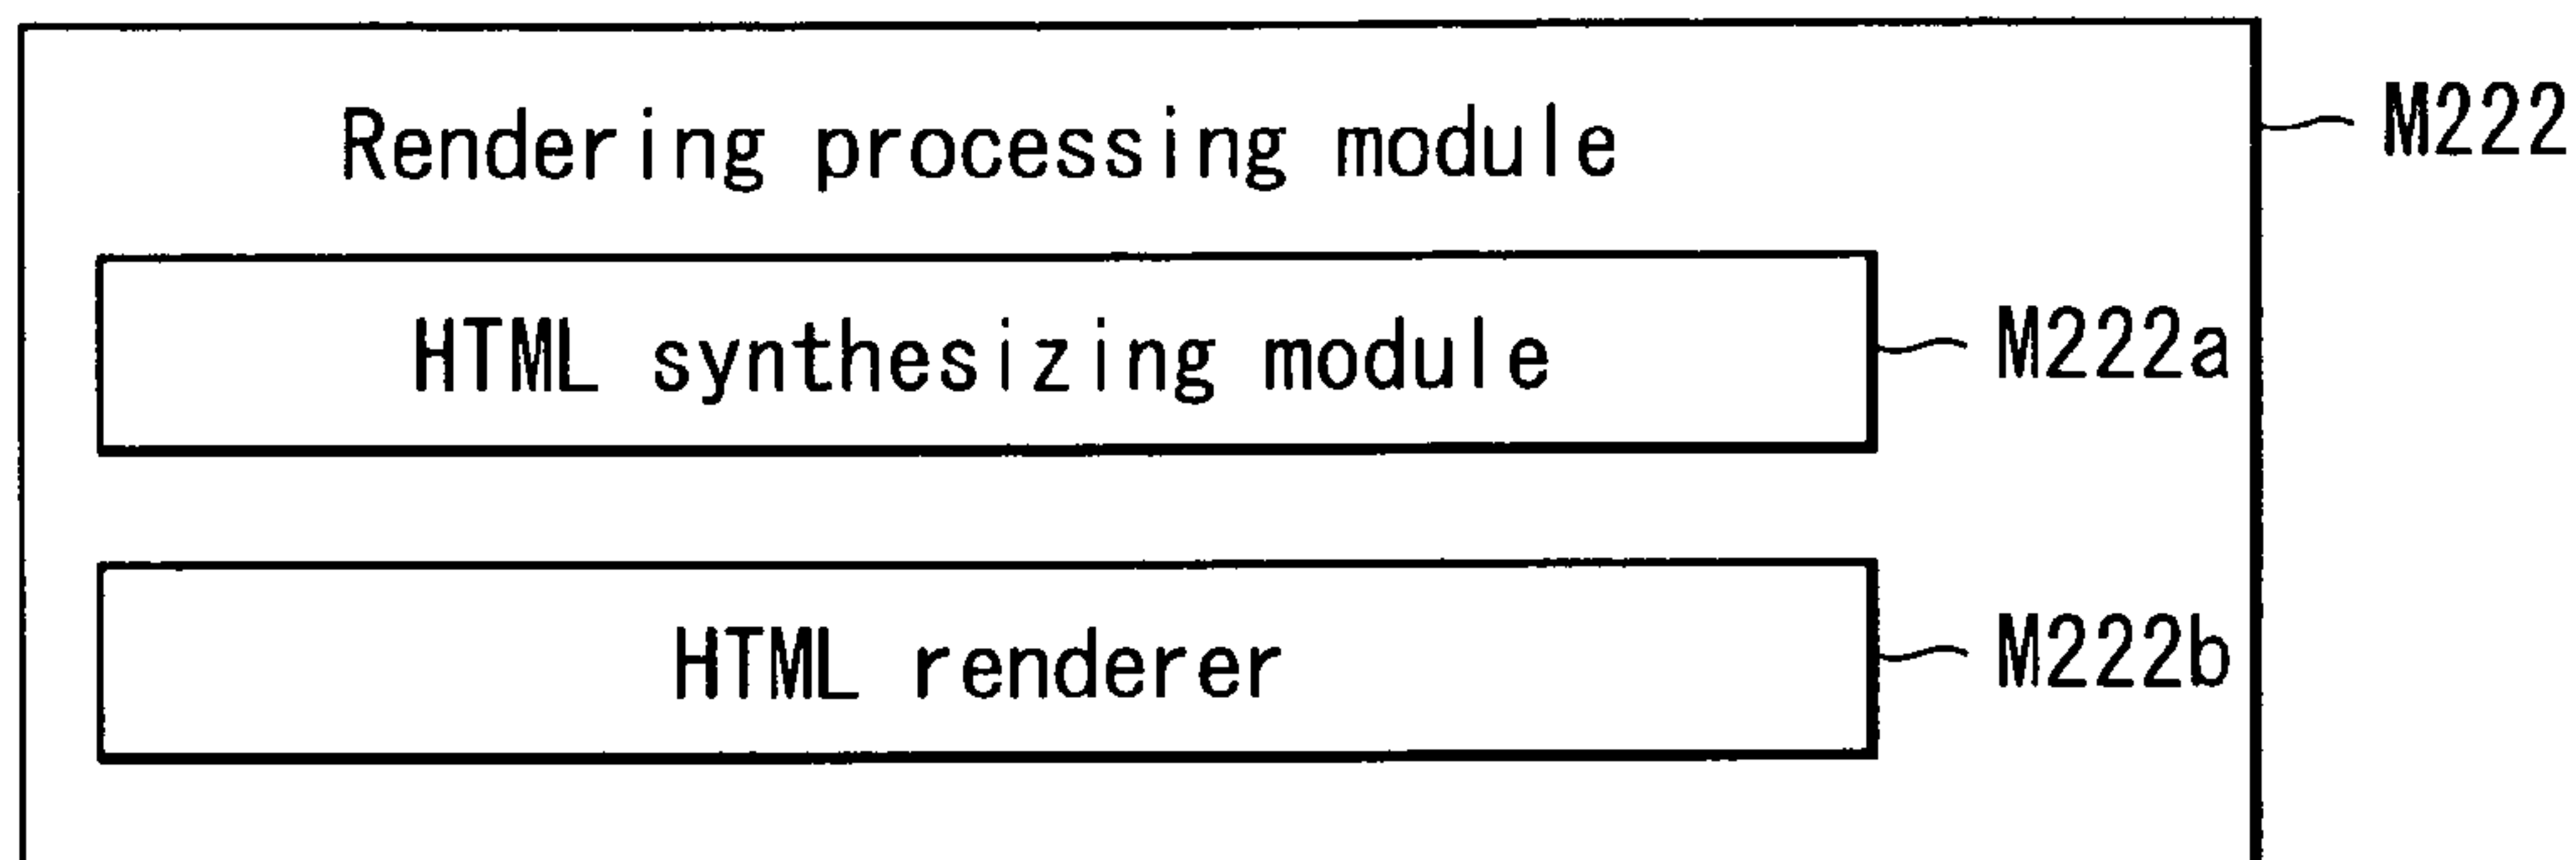 Rendering processing module M222
HTML synthesizing module M222a
HTML renderer M222b